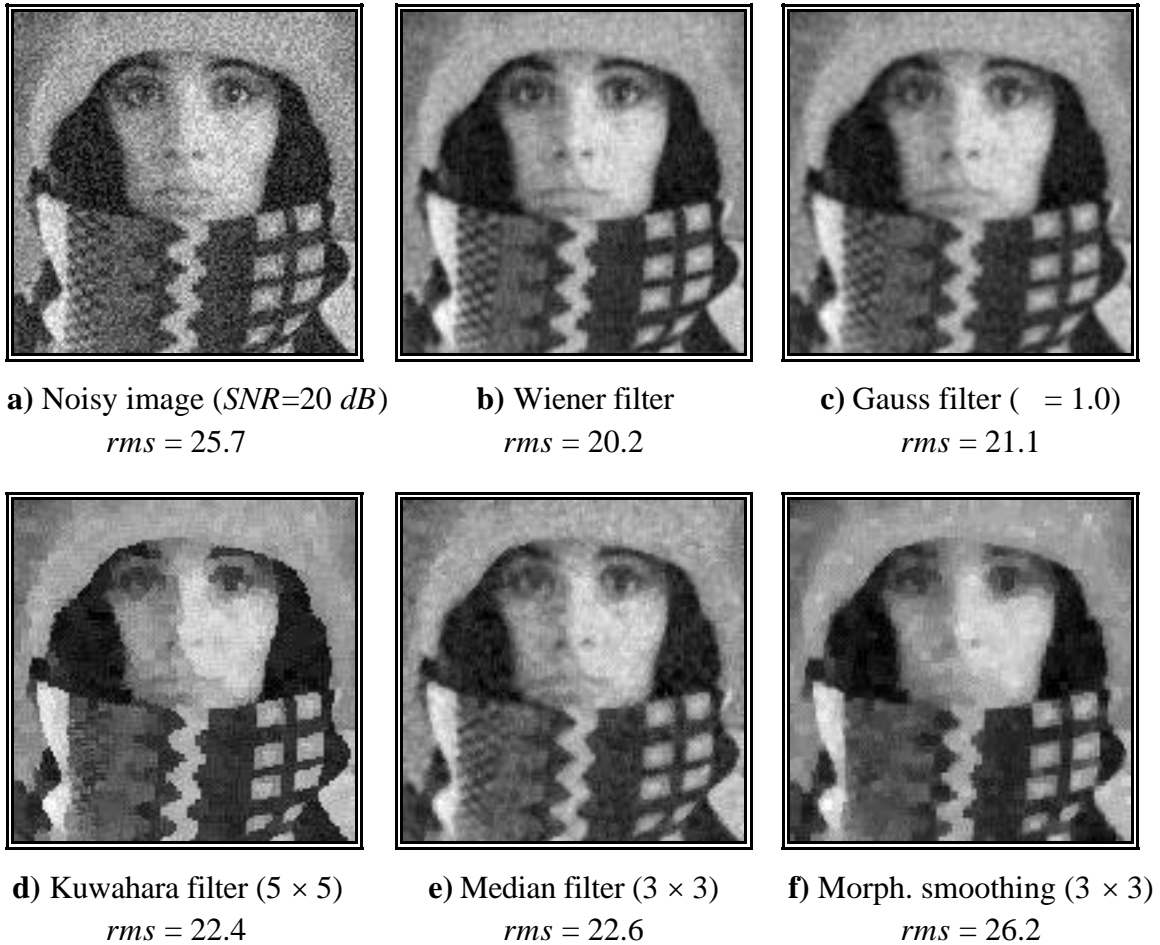 a) Noisy image (SNR=20 dB)
rms = 25.7
b) Wiener filter
rms = 20.2
c) Gauss filter ( = 1.0)
rms = 21.1
d) Kuwahara filter (5 × 5)
rms = 22.4
e) Median filter (3 × 3)
rms = 22.6
f) Morph. smoothing (3 × 3)
rms = 26.2